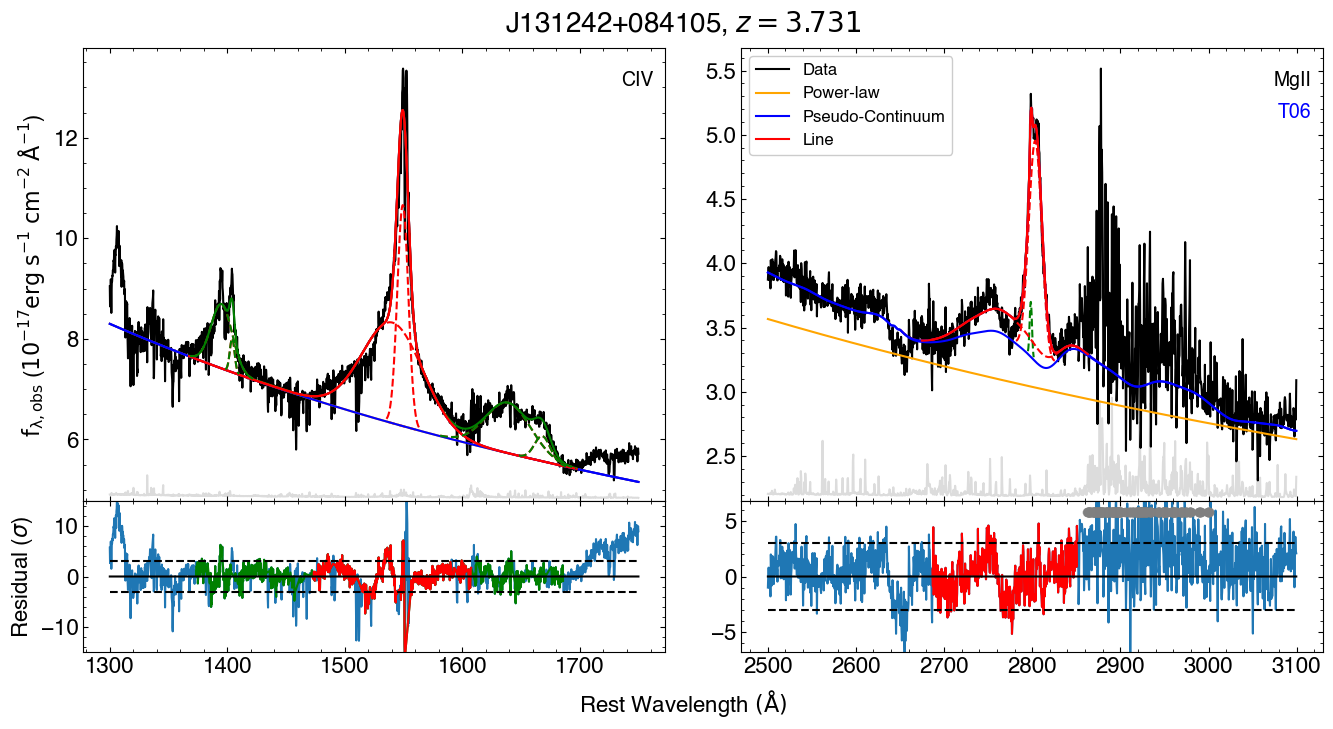 J131242+084105, z = 3.731
CIV
12
10
8
6
f_λ,obs (10⁻¹⁷erg s⁻¹ cm⁻² Å⁻¹)
Data
Power-law
Pseudo-Continuum
Line
MgII
T06
5.5
5.0
4.5
4.0
3.5
3.0
2.5
10
0
−10
Residual (σ)
1300 1400 1500 1600 1700
5
0
−5
2500 2600 2700 2800 2900 3000 3100
Rest Wavelength (Å)